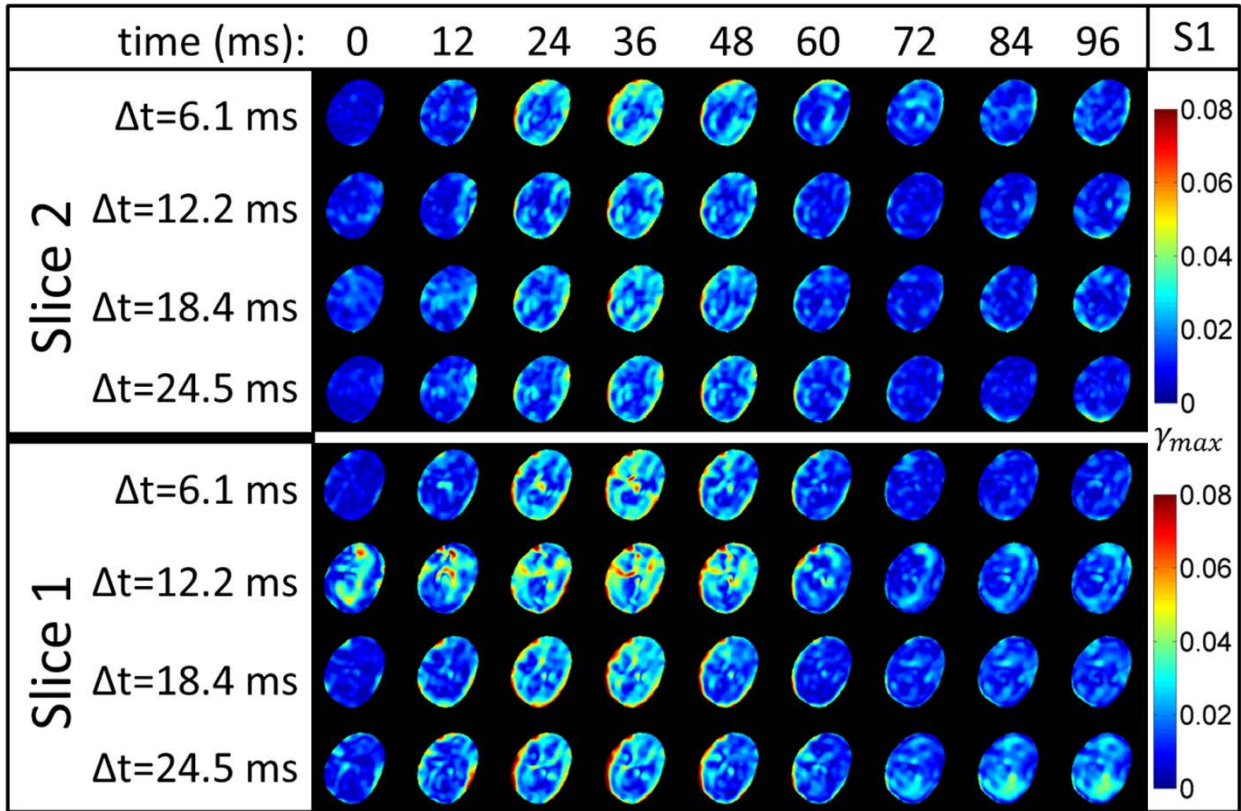 time (ms): 0 12 24 36 48 60 72 84 96 S1
Slice 2
Δt=6.1 ms
Δt=12.2 ms
Δt=18.4 ms
Δt=24.5 ms
0.08
0.06
0.04
0.02
0
γmax
Slice 1
Δt=6.1 ms
Δt=12.2 ms
Δt=18.4 ms
Δt=24.5 ms
0.08
0.06
0.04
0.02
0